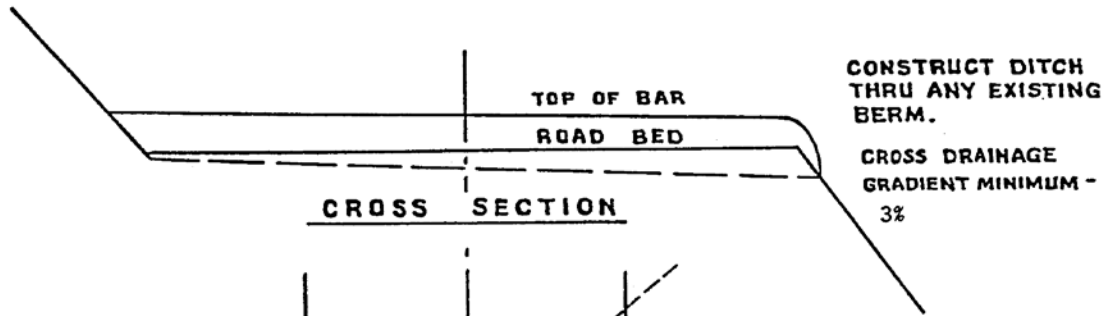 TOP OF BAR
ROAD BED
CROSS SECTION
CONSTRUCT DITCH
THRU ANY EXISTING
BERM.
CROSS DRAINAGE
GRADIENT MINIMUM -
3%